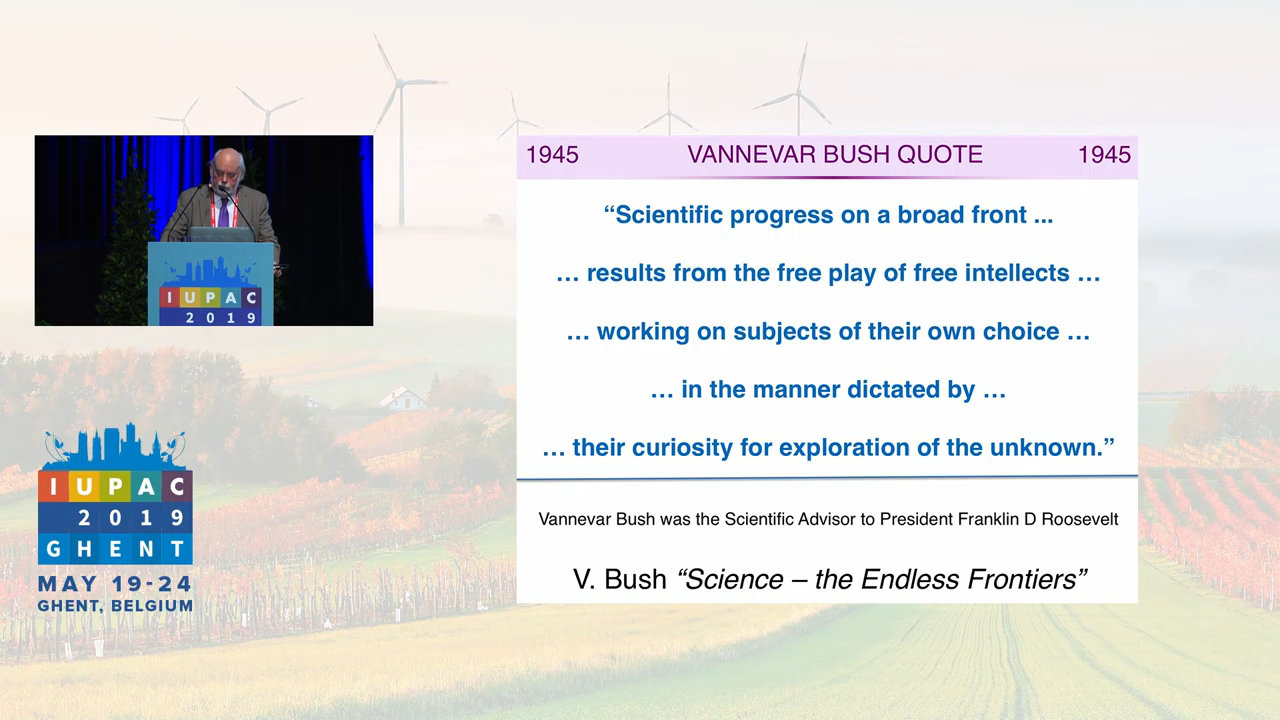 1945 VANNEVAR BUSH QUOTE 1945
“Scientific progress on a broad front ...
… results from the free play of free intellects …
… working on subjects of their own choice …
… in the manner dictated by …
… their curiosity for exploration of the unknown.”
Vannevar Bush was the Scientific Advisor to President Franklin D Roosevelt
V. Bush “Science – the Endless Frontiers”
IUPAC
2019
IUPAC
2019
GHENT
MAY 19-24
GHENT, BELGIUM